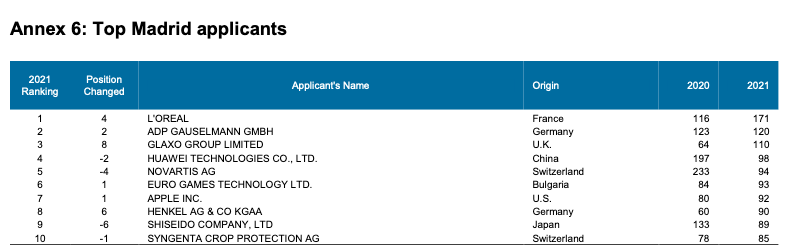 Annex 6: Top Madrid applicants
2021 Ranking Position Changed Applicant's Name Origin 2020 2021
1 4 L'OREAL France 116 171
2 2 ADP GAUSELMANN GMBH Germany 123 120
3 8 GLAXO GROUP LIMITED U.K. 64 110
4 -2 HUAWEI TECHNOLOGIES CO., LTD. China 197 98
5 -4 NOVARTIS AG Switzerland 233 94
6 1 EURO GAMES TECHNOLOGY LTD. Bulgaria 84 93
7 1 APPLE INC. U.S. 80 92
8 6 HENKEL AG & CO KGAA Germany 60 90
9 -6 SHISEIDO COMPANY, LTD Japan 133 89
10 -1 SYNGENTA CROP PROTECTION AG Switzerland 78 85